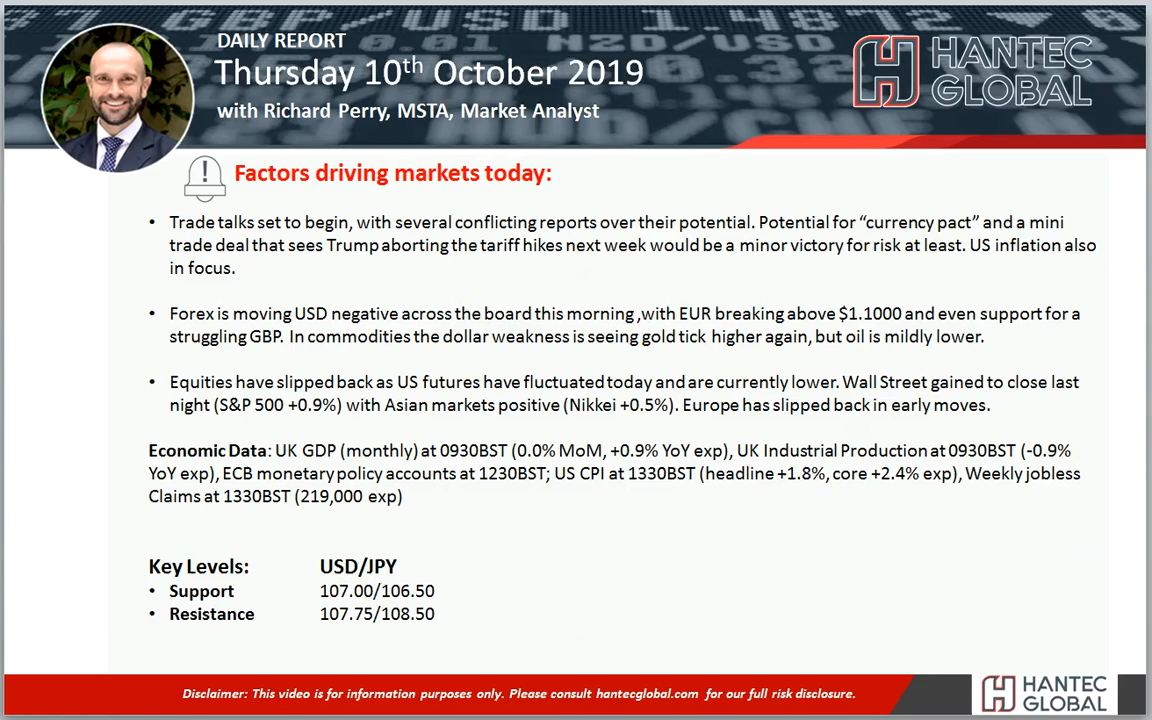 DAILY REPORT
Thursday 10th October 2019
with Richard Perry, MSTA, Market Analyst
HANTEC
GLOBAL
!
Factors driving markets today:
• Trade talks set to begin, with several conflicting reports over their potential. Potential for “currency pact” and a mini
trade deal that sees Trump aborting the tariff hikes next week would be a minor victory for risk at least. US inflation also
in focus.
• Forex is moving USD negative across the board this morning ,with EUR breaking above $1.1000 and even support for a
struggling GBP. In commodities the dollar weakness is seeing gold tick higher again, but oil is mildly lower.
• Equities have slipped back as US futures have fluctuated today and are currently lower. Wall Street gained to close last
night (S&P 500 +0.9%) with Asian markets positive (Nikkei +0.5%). Europe has slipped back in early moves.
Economic Data: UK GDP (monthly) at 0930BST (0.0% MoM, +0.9% YoY exp), UK Industrial Production at 0930BST (-0.9%
YoY exp), ECB monetary policy accounts at 1230BST; US CPI at 1330BST (headline +1.8%, core +2.4% exp), Weekly jobless
Claims at 1330BST (219,000 exp)
Key Levels: USD/JPY
• Support 107.00/106.50
• Resistance 107.75/108.50
Disclaimer: This video is for information purposes only. Please consult hantecglobal.com for our full risk disclosure.
HANTEC
GLOBAL